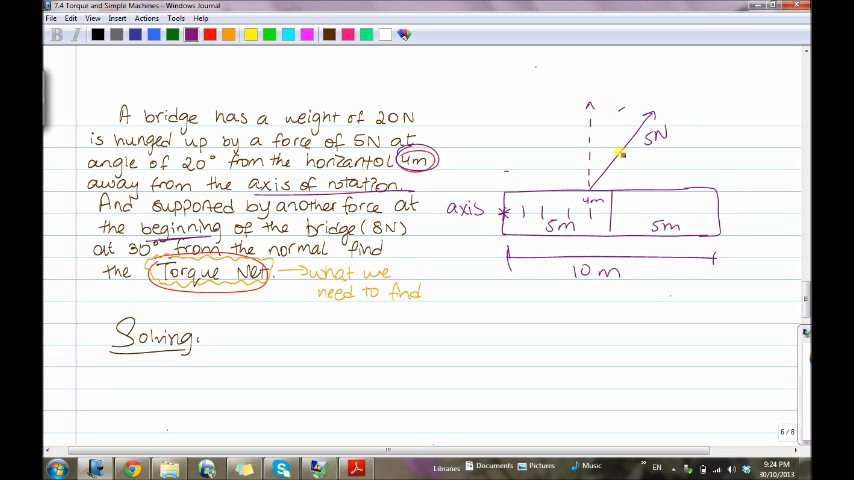 7.4 Torque and Simple Machines - Windows Journal
File Edit View Insert Actions Tools Help
A bridge has a weight of 20N
is hunged up by a force of 5N at
angle of 20° from the horizantol 4m
away from the axis of rotation.
And supported by another force at
the beginning of the bridge (8N)
at 30° from the normal find
the Torque Net. → what we
need to find
Solving.
5N
axis
4m
5m
5m
10 m
6 / 8
Libraries Documents Pictures Music » EN
9:24 PM
30/10/2013